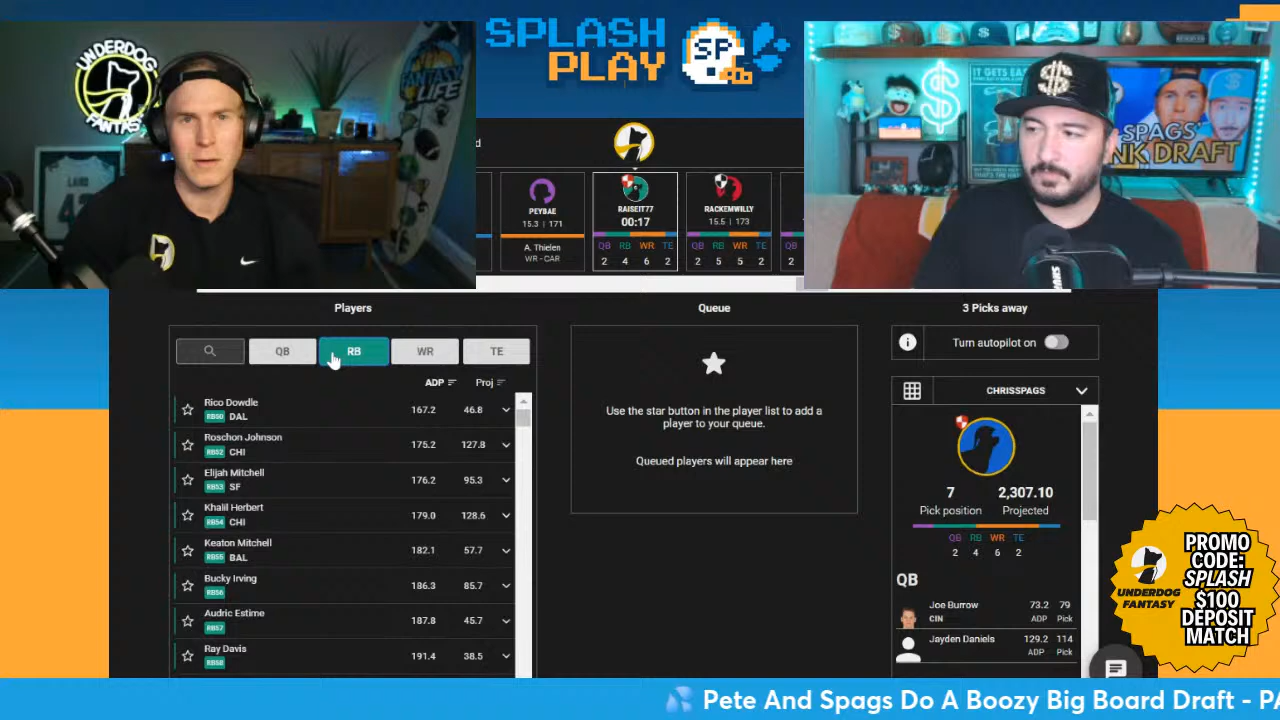 UNDERDOG
FANTASY
FANTASY
LIFE
LAIRD
SPLASH
PLAY
SP
IT GETS
SPAGS'
NK DRAFT
d
PEYBAE
15.3 | 171
A. Thielen
WR - CAR
RAISEIT77
00:17
QB RB WR TE
2 4 6 2
RACKEMWILLY
15.5 | 173
QB RB WR TE
2 5 5 2
QB
2
Players
Queue
3 Picks away
QB
RB
WR
TE
ADP
Proj
Rico Dowdle
RB50 DAL
167.2
46.8
Roschon Johnson
RB52 CHI
175.2
127.8
Elijah Mitchell
RB53 SF
176.2
95.3
Khalil Herbert
RB54 CHI
179.0
128.6
Keaton Mitchell
RB55 BAL
182.1
57.7
Bucky Irving
RB56
186.3
85.7
Audric Estime
RB57
187.8
45.7
Ray Davis
RB58
191.4
38.5
Use the star button in the player list to add a
player to your queue.
Queued players will appear here
Turn autopilot on
CHRISSPAGS
7
Pick position
2,307.10
Projected
QB RB WR TE
2 4 6 2
QB
Joe Burrow
CIN
73.2 79
ADP Pick
Jayden Daniels
129.2 114
ADP Pick
UNDERDOG
FANTASY
PROMO
CODE:
SPLASH
$100
DEPOSIT
MATCH
Pete And Spags Do A Boozy Big Board Draft - PA